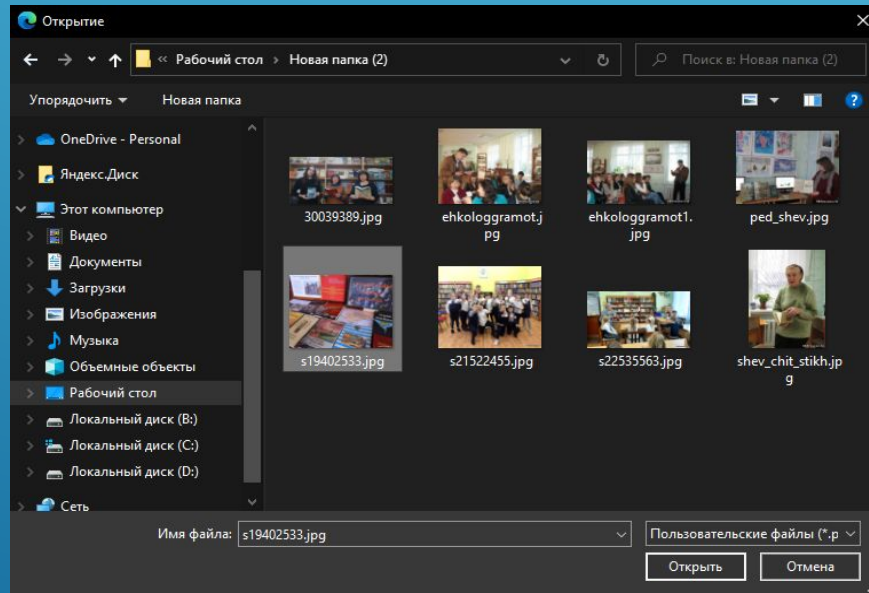 Открытие
« Рабочий стол › Новая папка (2)
Поиск в: Новая папка (2)
Упорядочить
Новая папка
OneDrive - Personal
Яндекс.Диск
Этот компьютер
Видео
Документы
Загрузки
Изображения
Музыка
Объемные объекты
Рабочий стол
Локальный диск (B:)
Локальный диск (C:)
Локальный диск (D:)
Сеть
30039389.jpg
ehkologgramot.j
pg
ehkologgramot1.
jpg
ped_shev.jpg
s19402533.jpg
s21522455.jpg
s22535563.jpg
shev_chit_stikh.jp
g
Имя файла: s19402533.jpg
Пользовательские файлы (*.p
Открыть
Отмена